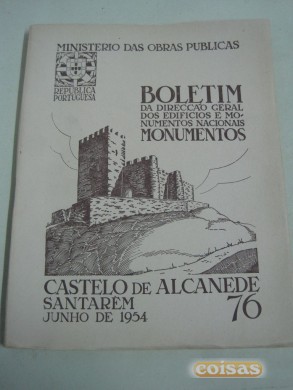 MINISTERIO DAS OBRAS PUBLICAS
REPUBLICA
PORTUGUESA
BOLETIM
DA DIRECCÃO GERAL
DOS EDIFICIOS E MO-
NUMENTOS NACIONAIS
MONUMENTOS
CASTELO DE ALCANEDE
SANTARÉM
JUNHO DE 1954
76
coisas